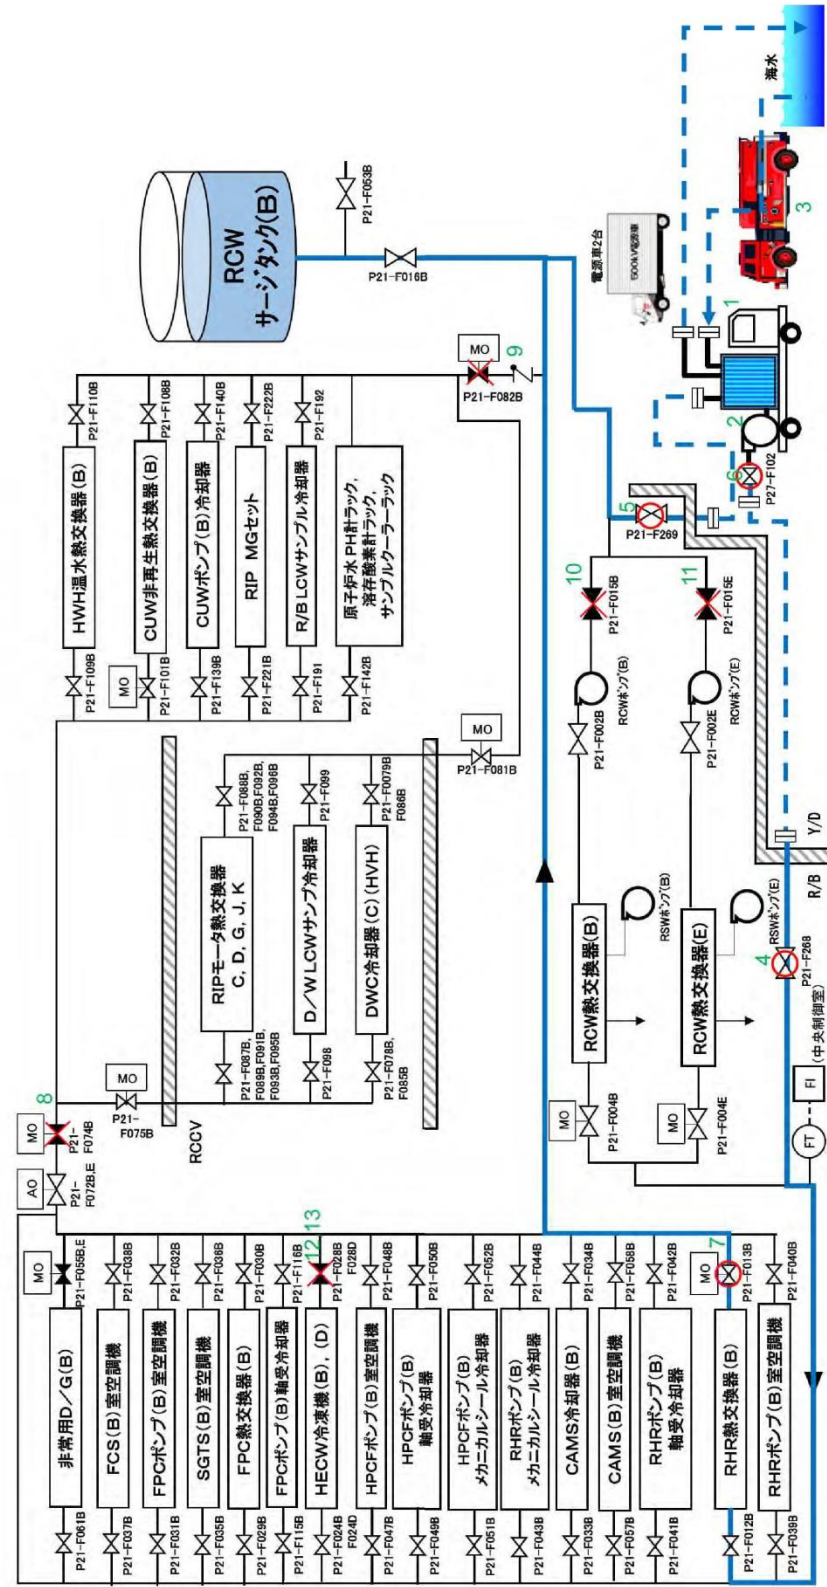 RCW
サージタンク(B)
P21-F053B
P21-F016B
海水
3
電源車2台
500kV電源車
1
2
6
P27-F102
5
P21-F269
MO
9
P21-F082B
HWH温水熱交換器(B)
P21-F110B
P21-F109B
CUW非再生熱交換器(B)
P21-F108B
MO
P21-F101B
CUWポンプ(B)冷却器
P21-F140B
P21-F139B
RIP MGセット
P21-F222B
P21-F221B
R/B LCWサンプル冷却器
P21-F192
P21-F191
原子炉水PH計ラック,
溶存酸素計ラック,
サンプルクーラーラック
P21-F142B
MO
P21-F081B
RIPモータ熱交換器
C, D, G, J, K
P21-F088B,
F090B,F092B,
F094B,F096B
P21-F087B,
F089B,F091B,
F093B,F095B
D/W LCWサンプ冷却器
P21-F099
P21-F098
DWC冷却器(C)(HVH)
P21-F0079B
F086B
P21-F078B,
F085B
RCCV
MO
P21-
F075B
8
MO
P21-
F074B
AO
P21-
F072B,E
10
P21-F015B
11
P21-F015E
RCWポンプ(B)
P21-F002B
RCWポンプ(E)
P21-F002E
RCW熱交換器(B)
RSWポンプ(B)
RCW熱交換器(E)
RSWポンプ(E)
MO
P21-F004B
MO
P21-F004E
Y/D
R/B
4
P21-F268
FI
(中央制御室)
FT
非常用D/G(B)
MO
P21-F055B,E
P21-F061B
FCS(B)室空調機
P21-F038B
P21-F037B
FPCポンプ(B)室空調機
P21-F032B
P21-F031B
SGTS(B)室空調機
P21-F036B
P21-F035B
FPC熱交換器(B)
P21-F030B
P21-F029B
FPCポンプ(B)軸受冷却器
P21-F116B
P21-F115B
HECW冷凍機(B), (D)
12 13
P21-F028B
F028D
P21-F024B
F024D
HPCFポンプ(B)室空調機
P21-F048B
P21-F047B
HPCFポンプ(B)
軸受冷却器
P21-F050B
P21-F049B
HPCFポンプ(B)
メカニカルシール冷却器
P21-F052B
P21-F051B
RHRポンプ(B)
メカニカルシール冷却器
P21-F044B
P21-F043B
CAMS冷却器(B)
P21-F034B
P21-F033B
CAMS(B)室空調機
P21-F058B
P21-F057B
RHRポンプ(B)
軸受冷却器
P21-F042B
P21-F041B
RHR熱交換器(B)
MO
7
P21-F013B
P21-F012B
RHRポンプ(B)室空調機
P21-F040B
P21-F039B